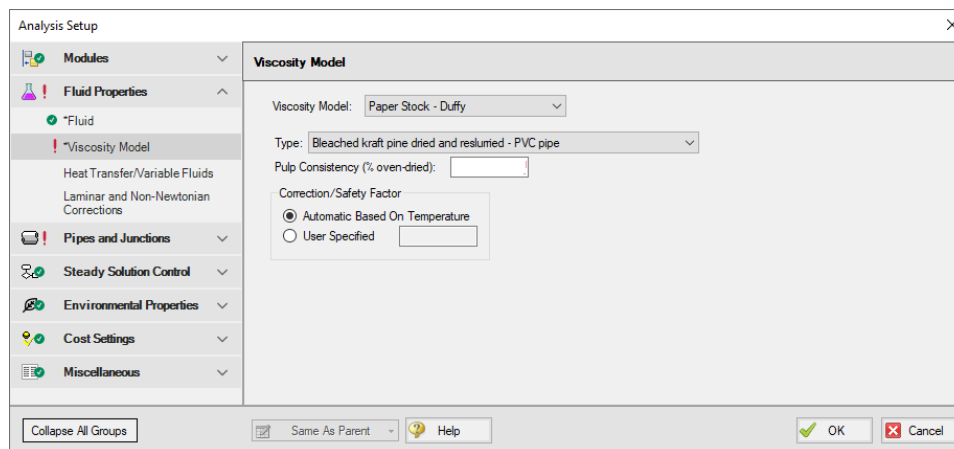 Analysis Setup
Modules
Fluid Properties
*Fluid
*Viscosity Model
Heat Transfer/Variable Fluids
Laminar and Non-Newtonian
Corrections
Pipes and Junctions
Steady Solution Control
Environmental Properties
Cost Settings
Miscellaneous
Viscosity Model
Viscosity Model: Paper Stock - Duffy
Type: Bleached kraft pine dried and reslurried - PVC pipe
Pulp Consistency (% oven-dried):
Correction/Safety Factor
Automatic Based On Temperature
User Specified
Collapse All Groups
Same As Parent
Help
OK
Cancel